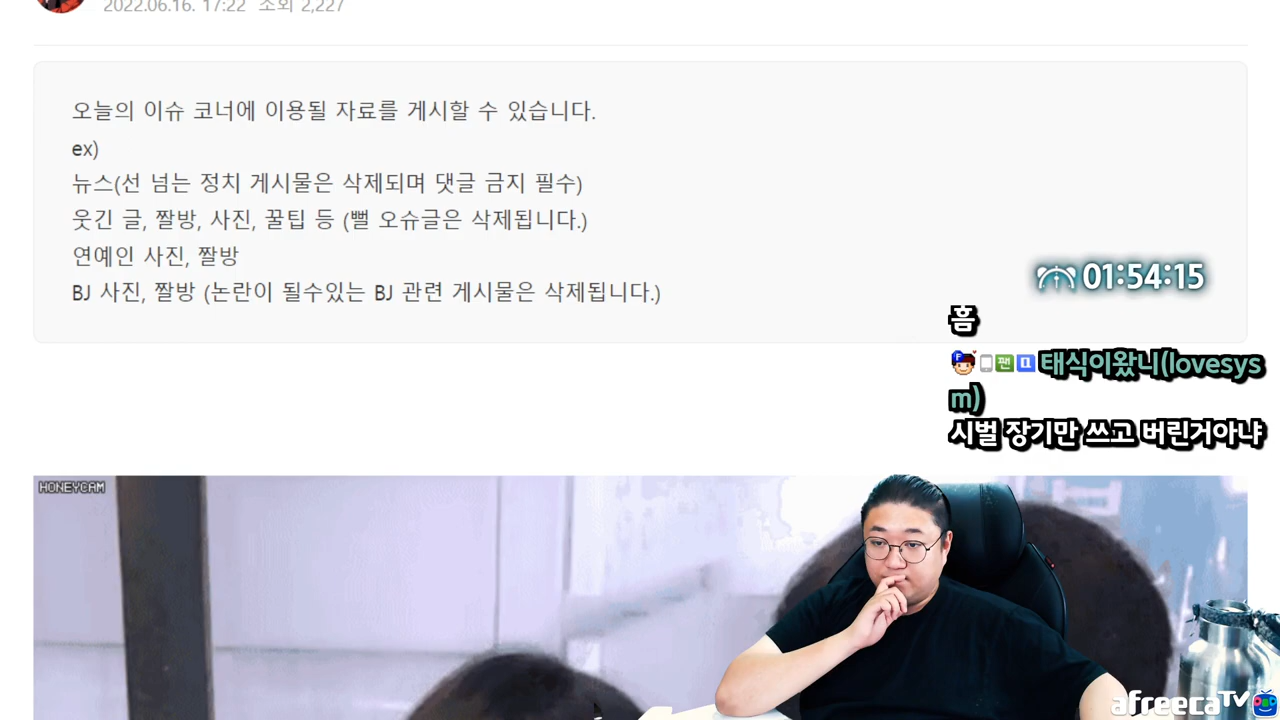 2022.06.16. 17:22 조회 2,227
오늘의 이슈 코너에 이용될 자료를 게시할 수 있습니다.
ex)
뉴스(선 넘는 정치 게시물은 삭제되며 댓글 금지 필수)
웃긴 글, 짤방, 사진, 꿀팁 등 (뻘 오슈글은 삭제됩니다.)
연예인 사진, 짤방
BJ 사진, 짤방 (논란이 될수있는 BJ 관련 게시물은 삭제됩니다.)
01:54:15
흠
F 팬 태식이왔니(lovesys
m)
시벌 장기만 쓰고 버린거아냐
HONEYCAM
afreecaTV